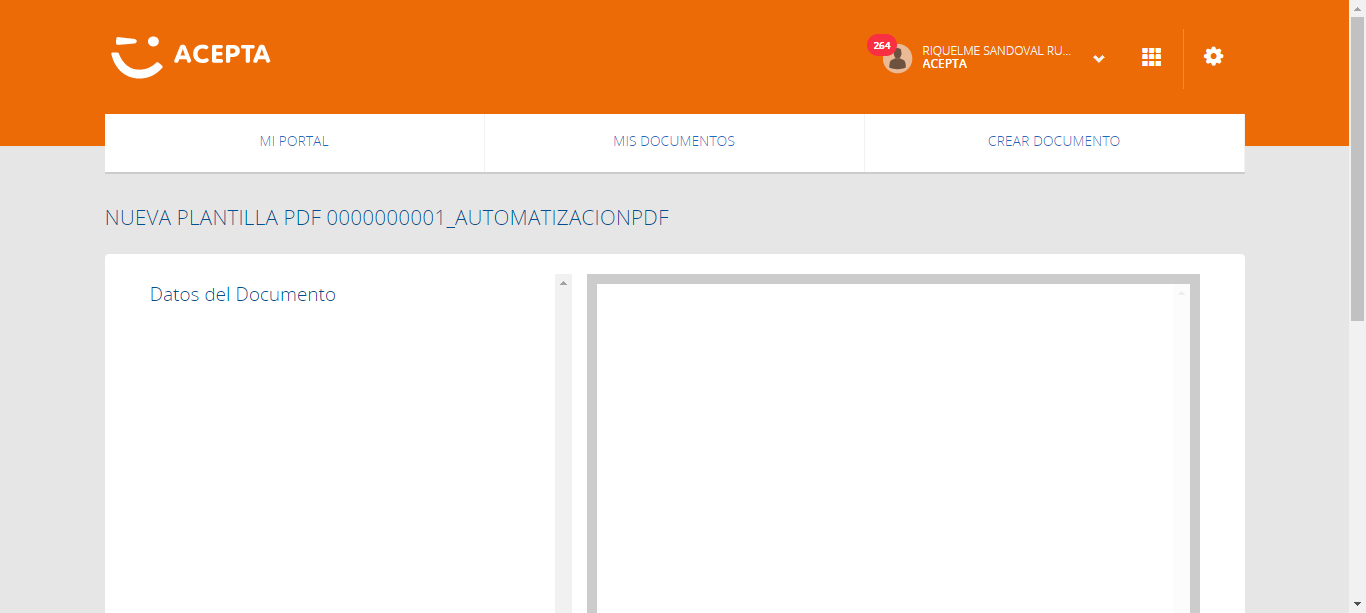 ACEPTA
264
RIQUELME SANDOVAL RU...
ACEPTA
MI PORTAL
MIS DOCUMENTOS
CREAR DOCUMENTO
NUEVA PLANTILLA PDF 0000000001_AUTOMATIZACIONPDF
Datos del Documento